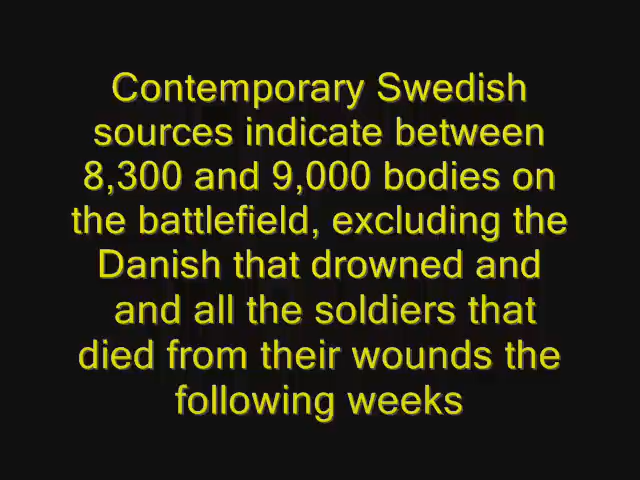 Contemporary Swedish
sources indicate between
8,300 and 9,000 bodies on
the battlefield, excluding the
Danish that drowned and
and all the soldiers that
died from their wounds the
following weeks